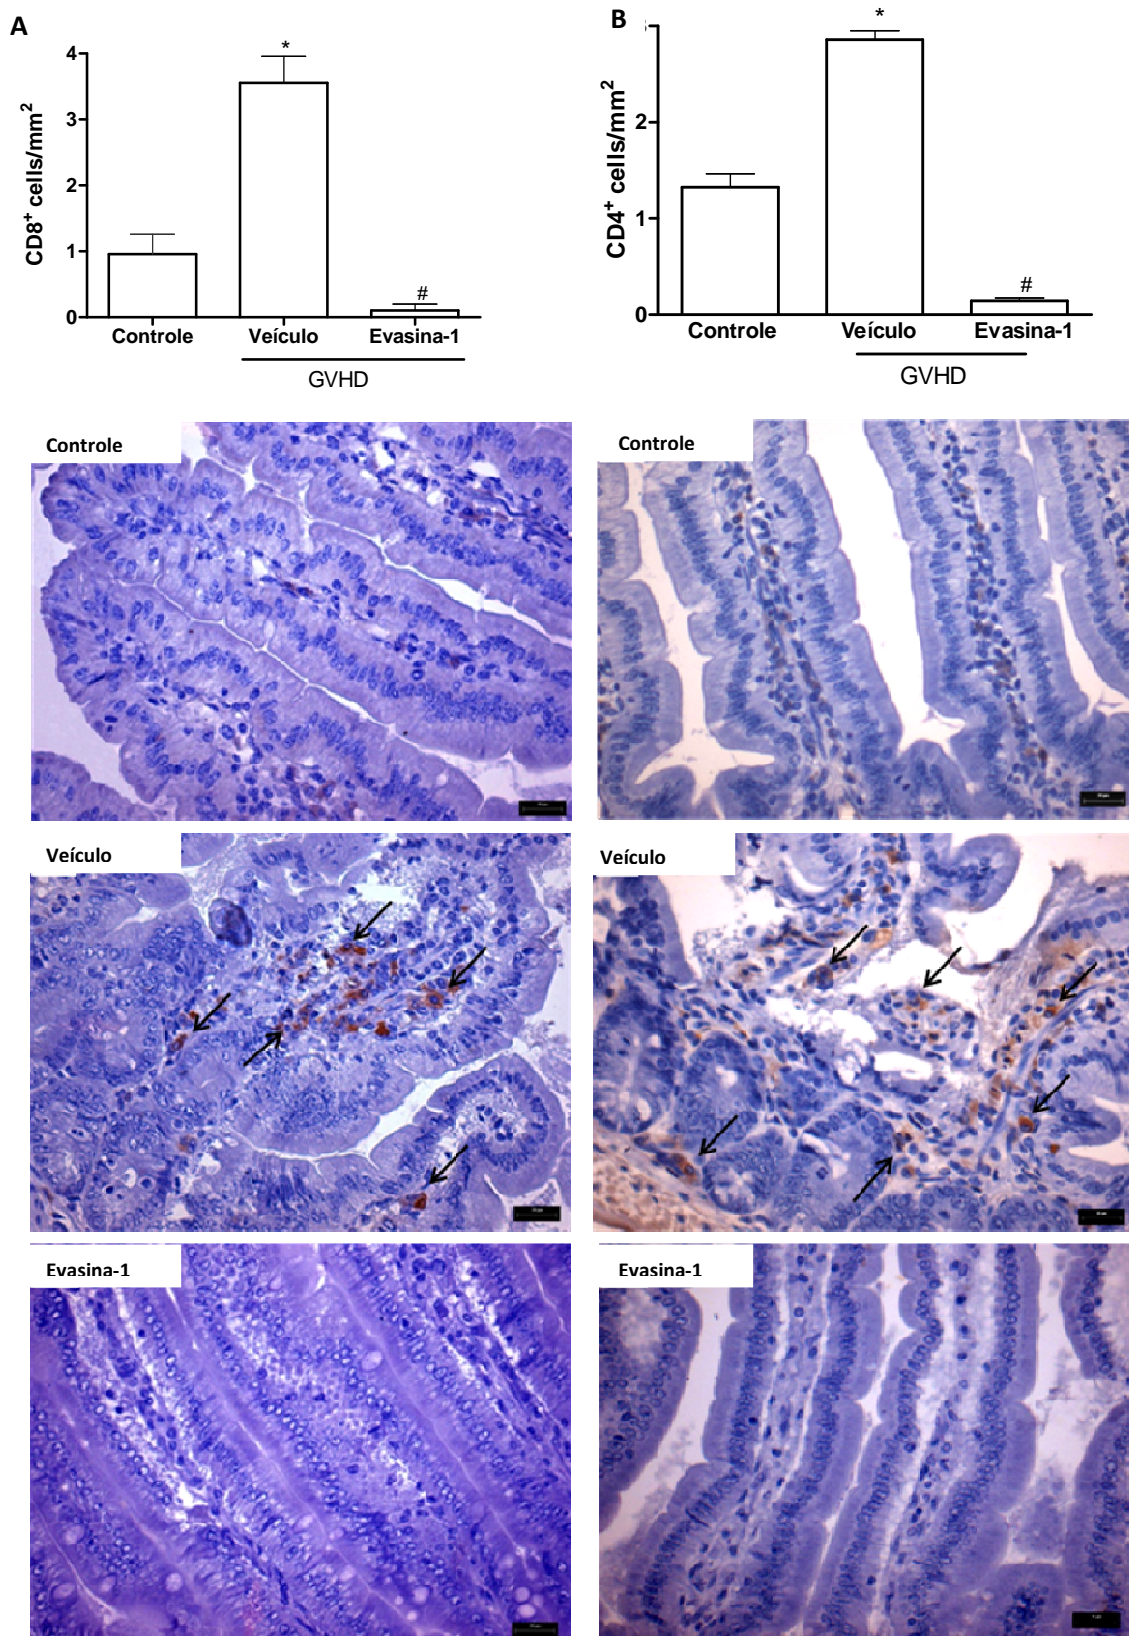 A
CD8+ cells/mm2
4
3
2
1
0
*
#
Controle Veículo Evasina-1
GVHD
B
CD4+ cells/mm2
2
1
0
*
#
Controle Veículo Evasina-1
GVHD
Controle
Controle
Veículo
Veículo
Evasina-1
Evasina-1